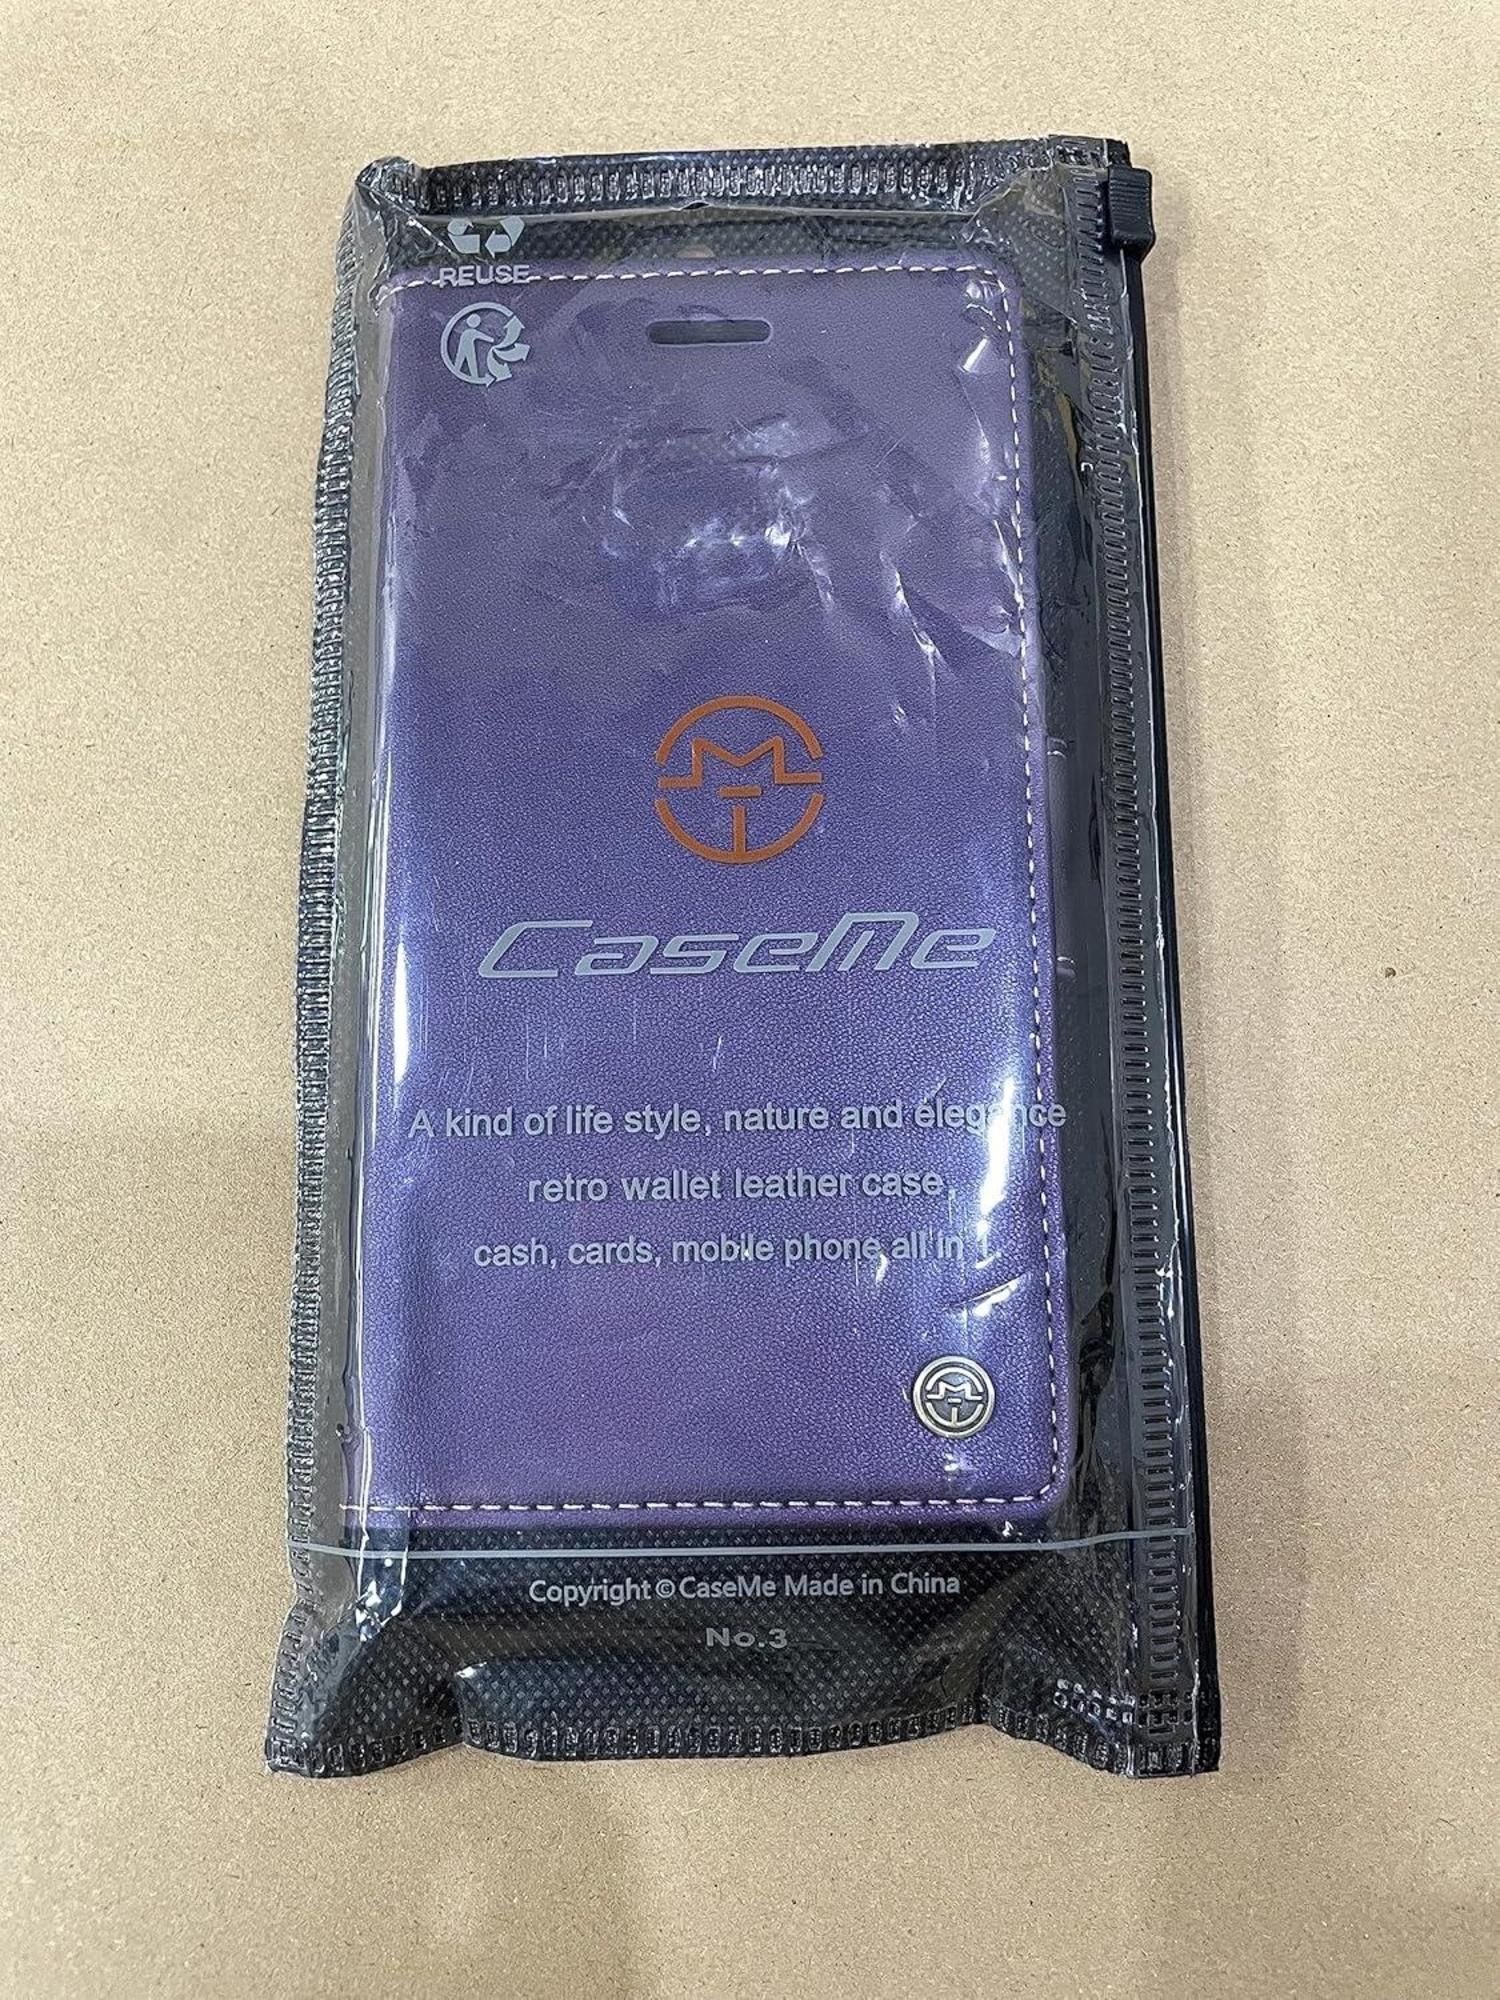 REUSE
CaseMe
A kind of life style, nature and elegance
retro wallet leather case,
cash, cards, mobile phone all in 1.
Copyright © CaseMe Made in China
No.3